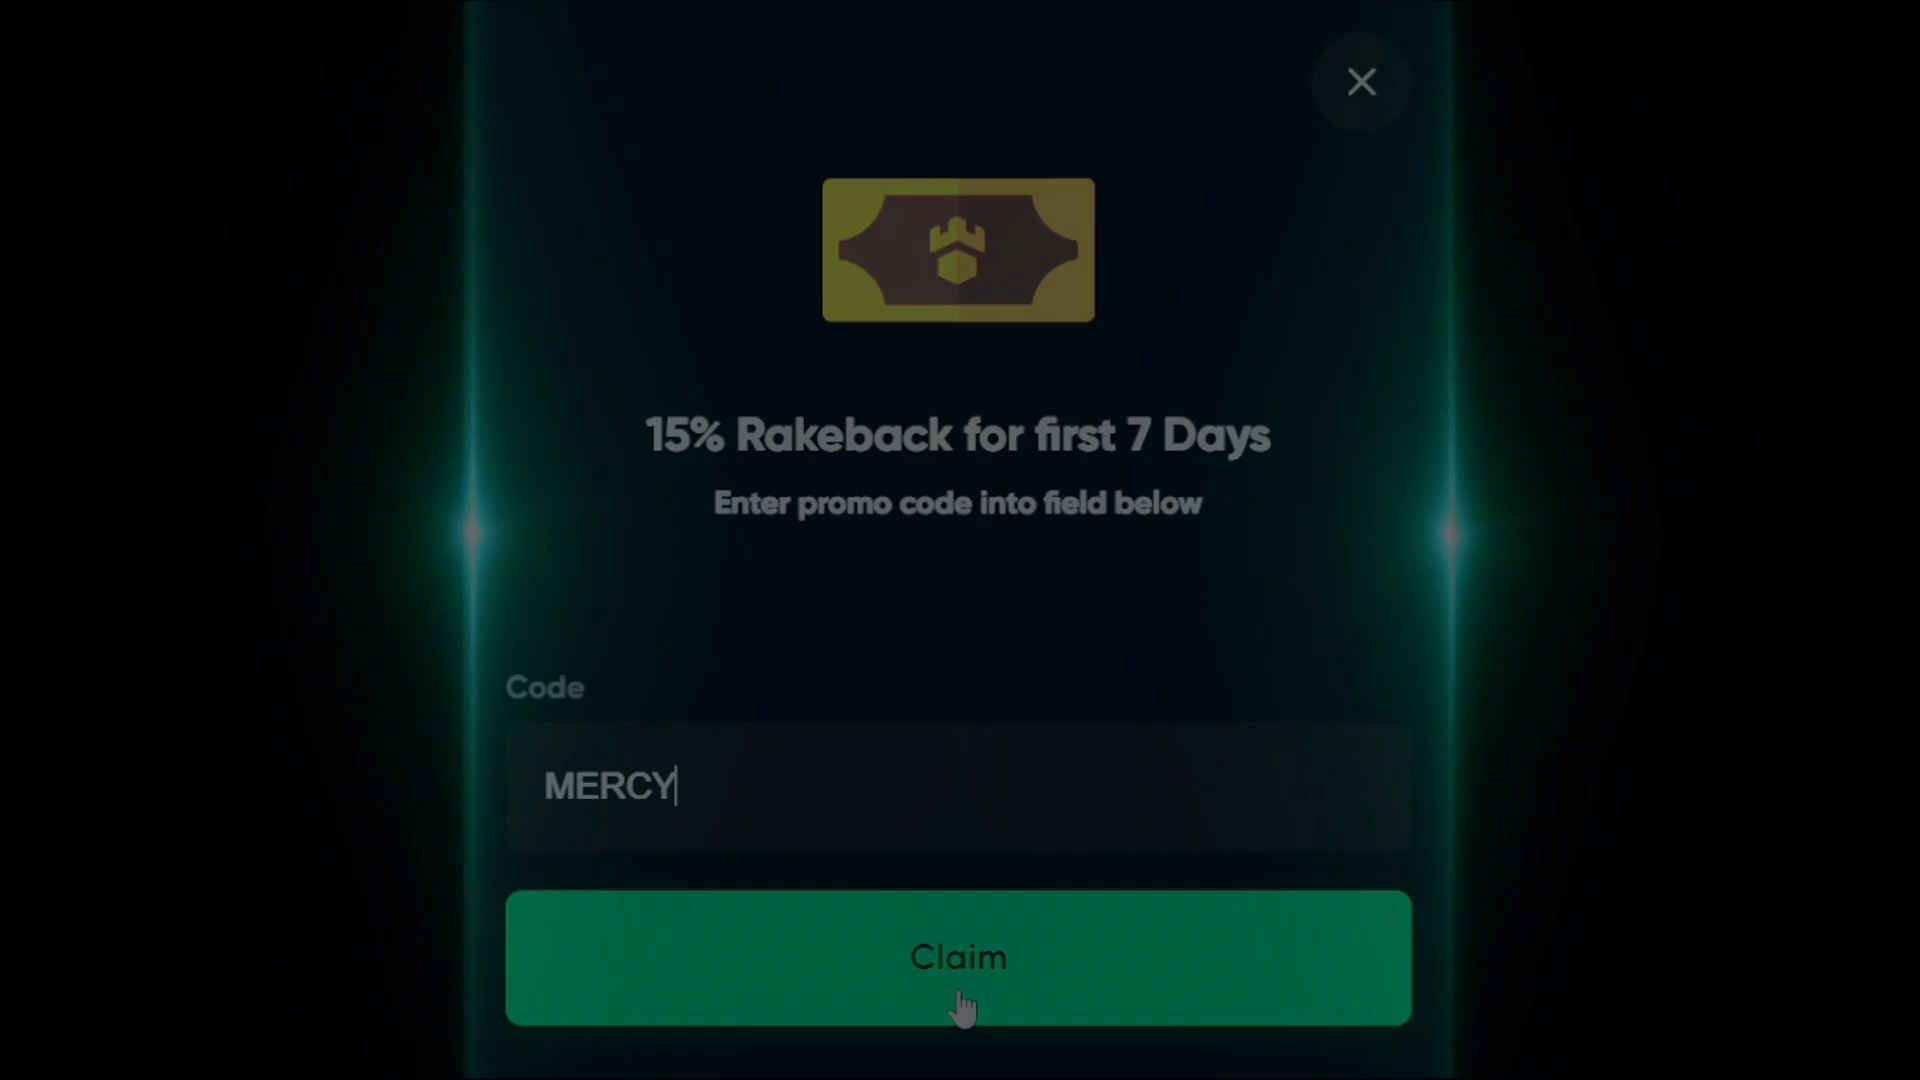 15% Rakeback for first 7 Days
Enter promo code into field below
Code
MERCY
Claim